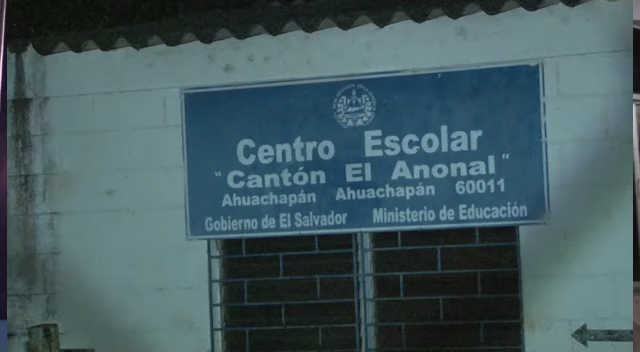 Centro Escolar
"Cantón El Anonal"
Ahuachapán Ahuachapán 60011
Gobierno de El Salvador Ministerio de Educación